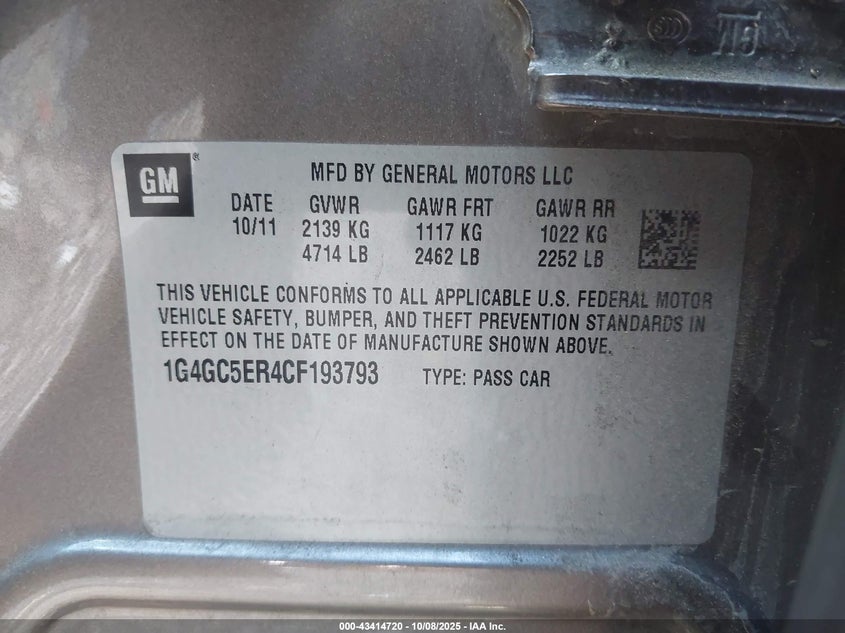 GM ®
MFD BY GENERAL MOTORS LLC
DATE GVWR GAWR FRT GAWR RR
10/11 2139 KG 1117 KG 1022 KG
4714 LB 2462 LB 2252 LB
THIS VEHICLE CONFORMS TO ALL APPLICABLE U.S. FEDERAL MOTOR
VEHICLE SAFETY, BUMPER, AND THEFT PREVENTION STANDARDS IN
EFFECT ON THE DATE OF MANUFACTURE SHOWN ABOVE.
1G4GC5ER4CF193793 TYPE: PASS CAR
000-43414720 - 10/08/2025 - IAA Inc.